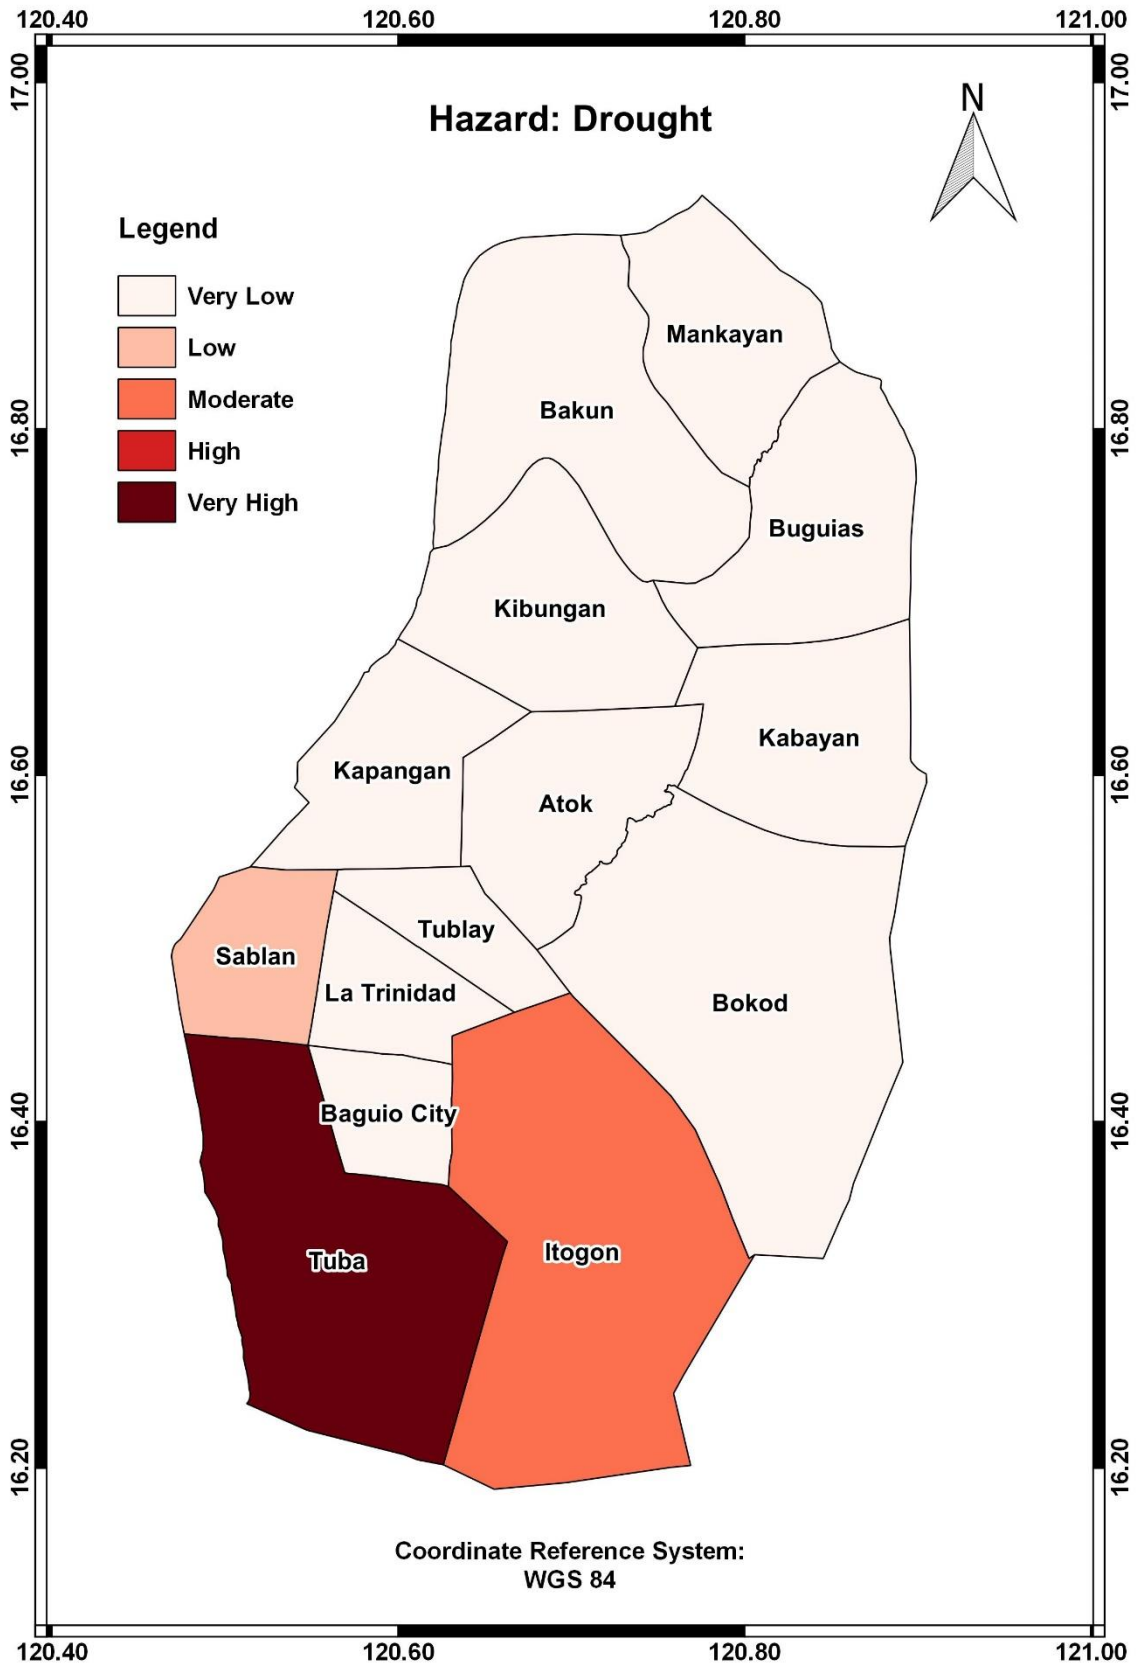 120.40
120.60
120.80
121.00
17.00
17.00
N
Hazard: Drought
Legend
Very Low
Low
Moderate
High
Very High
Mankayan
Bakun
16.80
16.80
Buguias
Kibungan
Kabayan
Kapangan
16.60
16.60
Atok
Tublay
Sablan
La Trinidad
Bokod
Baguio City
16.40
16.40
Itogon
Tuba
16.20
16.20
Coordinate Reference System:
WGS 84
120.40
120.60
120.80
121.00